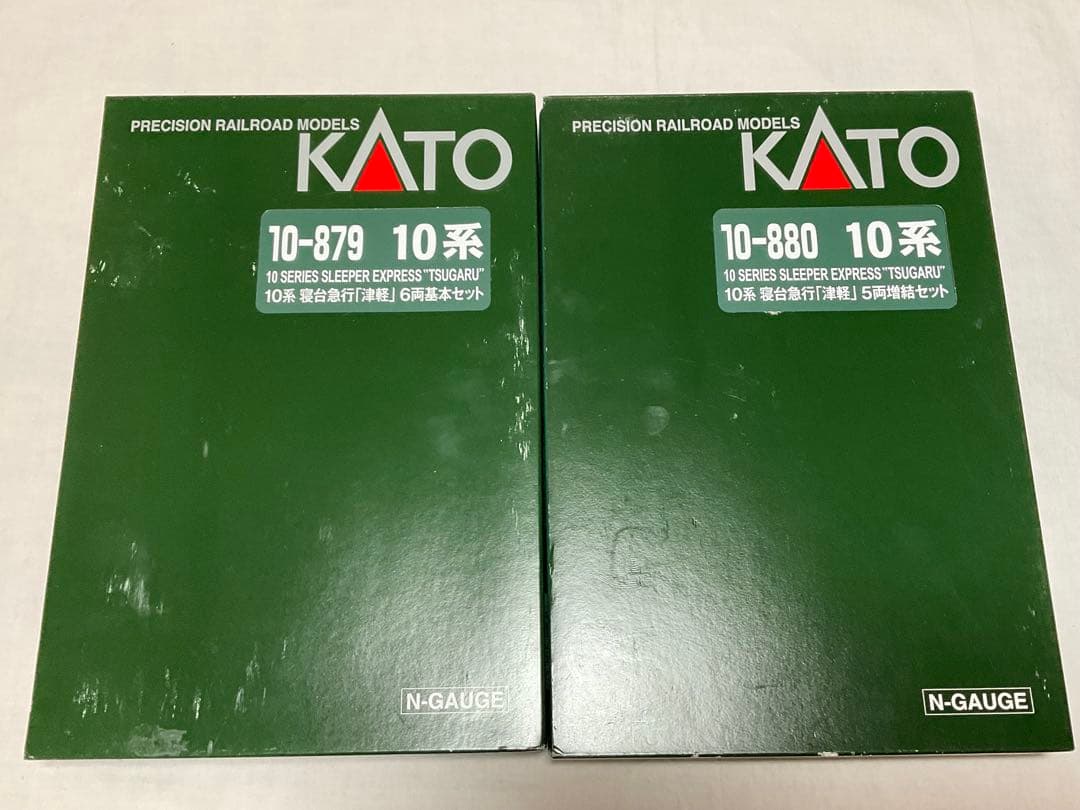 PRECISION RAILROAD MODELS
KATO
10-879 10系
10 SERIES SLEEPER EXPRESS "TSUGARU"
10系 寝台急行「津軽」 6両基本セット
N-GAUGE
PRECISION RAILROAD MODELS
KATO
10-880 10系
10 SERIES SLEEPER EXPRESS "TSUGARU"
10系 寝台急行「津軽」 5両増結セット
N-GAUGE